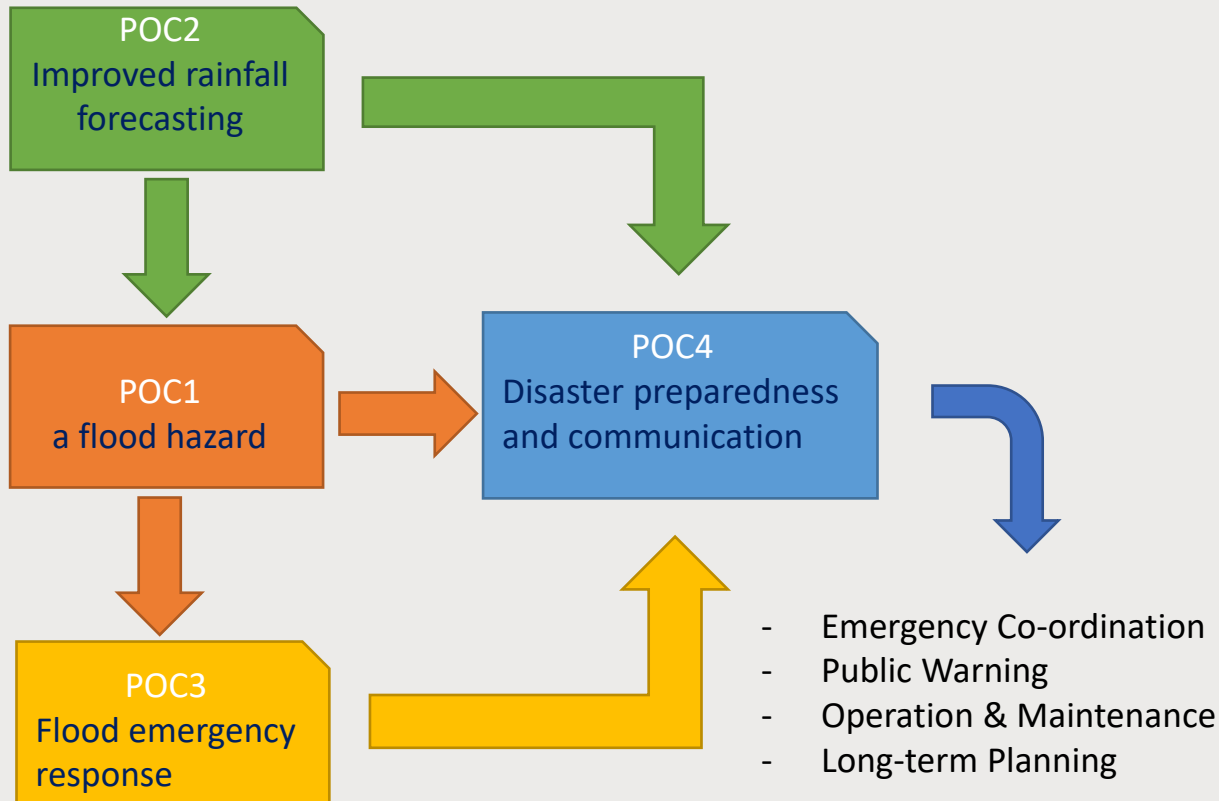 POC2
Improved rainfall
forecasting
POC1
a flood hazard
POC4
Disaster preparedness
and communication
POC3
Flood emergency
response
- Emergency Co-ordination
- Public Warning
- Operation & Maintenance
- Long-term Planning